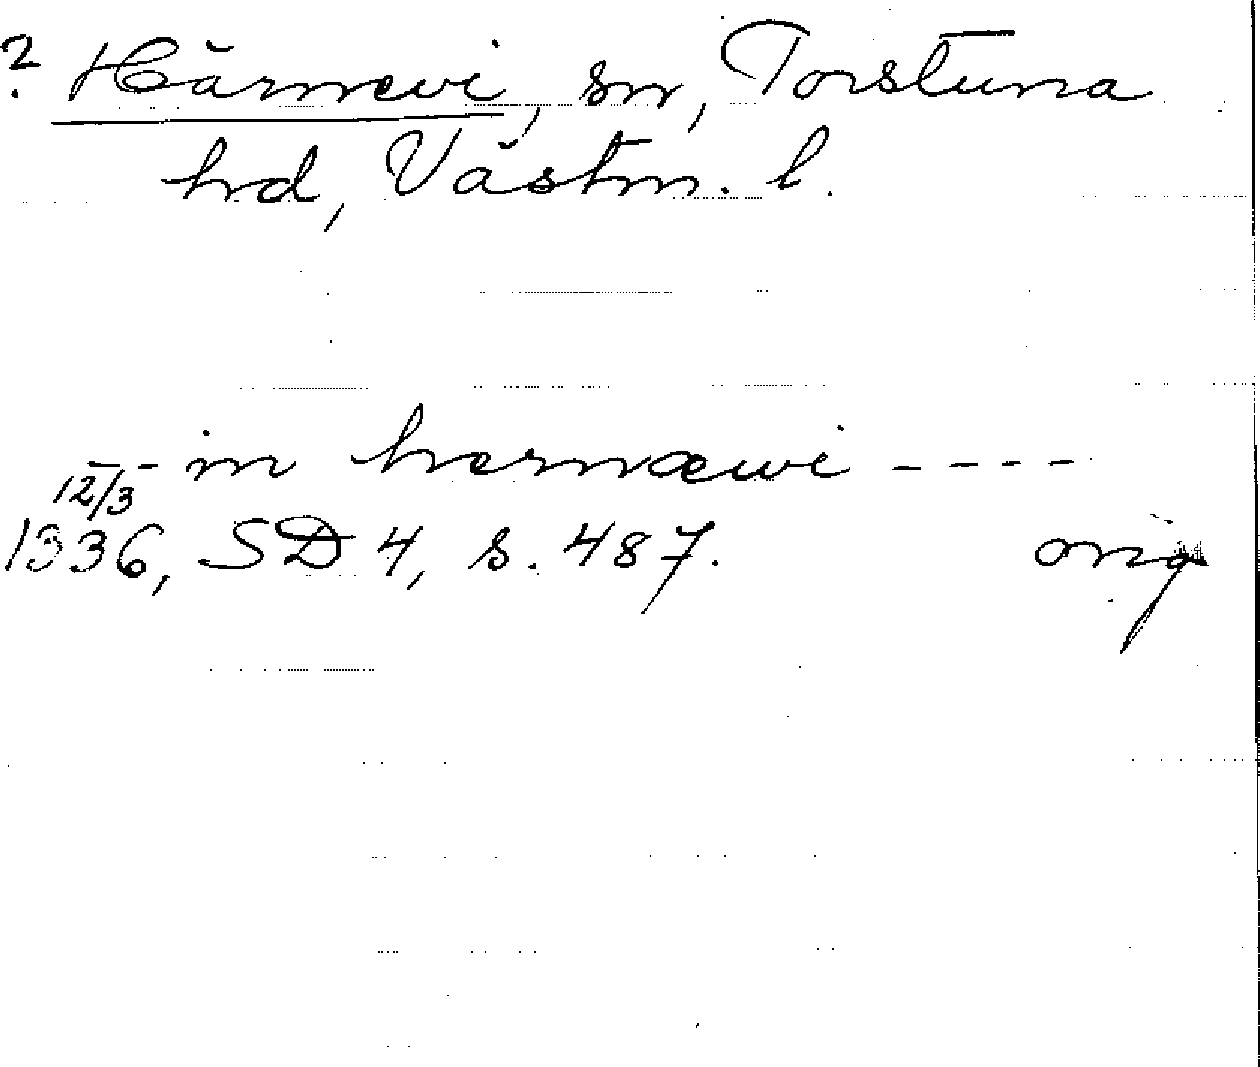 ? Härnevi, sn, Torstuna
hd, Västm. l.
- - in hernæwi - - - -
12/3
1336, SD 4, s. 487. orig